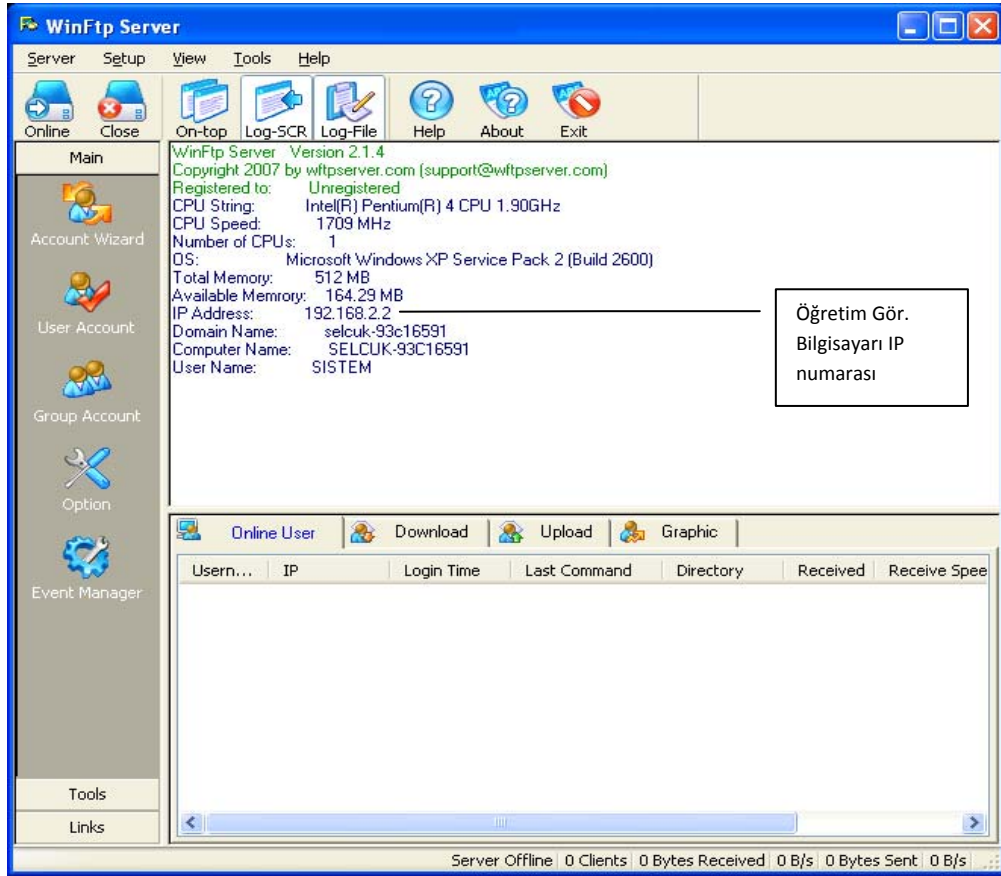 WinFtp Server
Server Setup View Tools Help
Online Close On-top Log-SCR Log-File Help About Exit
Main
Account Wizard
User Account
Group Account
Option
Event Manager
Tools
Links
WinFtp Server Version 2.1.4
Copyright 2007 by wftpserver.com (support@wftpserver.com)
Registered to: Unregistered
CPU String: Intel(R) Pentium(R) 4 CPU 1.90GHz
CPU Speed: 1709 MHz
Number of CPUs: 1
OS: Microsoft Windows XP Service Pack 2 (Build 2600)
Total Memory: 512 MB
Available Memrory: 164.29 MB
IP Address: 192.168.2.2
Domain Name: selcuk-93c16591
Computer Name: SELCUK-93C16591
User Name: SISTEM
Öğretim Gör.
Bilgisayarı IP
numarası
Online User Download Upload Graphic
Usern... IP Login Time Last Command Directory Received Receive Spee
Server Offline 0 Clients 0 Bytes Received 0 B/s 0 Bytes Sent 0 B/s